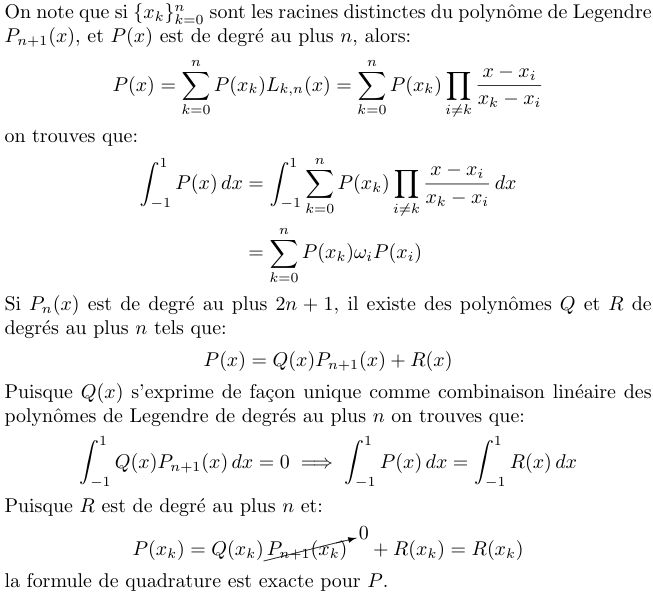 On note que si $\{x_k\}_{k=0}^n$ sont les racines distinctes du polynôme de Legendre
$P_{n+1}(x)$, et $P(x)$ est de degré au plus $n$, alors:
$$P(x) = \sum_{k=0}^{n} P(x_k) L_{k,n}(x) = \sum_{k=0}^{n} P(x_k) \prod_{i \neq k} \frac{x - x_i}{x_k - x_i}$$
on trouves que:
$$\int_{-1}^{1} P(x)\,dx = \int_{-1}^{1} \sum_{k=0}^{n} P(x_k) \prod_{i \neq k} \frac{x - x_i}{x_k - x_i}\,dx$$
$$= \sum_{k=0}^{n} P(x_k) \omega_i P(x_i)$$
Si $P_n(x)$ est de degré au plus $2n + 1$, il existe des polynômes $Q$ et $R$ de
degrés au plus $n$ tels que:
$$P(x) = Q(x) P_{n+1}(x) + R(x)$$
Puisque $Q(x)$ s'exprime de façon unique comme combinaison linéaire des
polynômes de Legendre de degrés au plus $n$ on trouves que:
$$\int_{-1}^{1} Q(x) P_{n+1}(x)\,dx = 0 \implies \int_{-1}^{1} P(x)\,dx = \int_{-1}^{1} R(x)\,dx$$
Puisque $R$ est de degré au plus $n$ et:
$$P(x_k) = Q(x_k) \cancelto{0}{P_{n+1}(x_k)} + R(x_k) = R(x_k)$$
la formule de quadrature est exacte pour $P$.